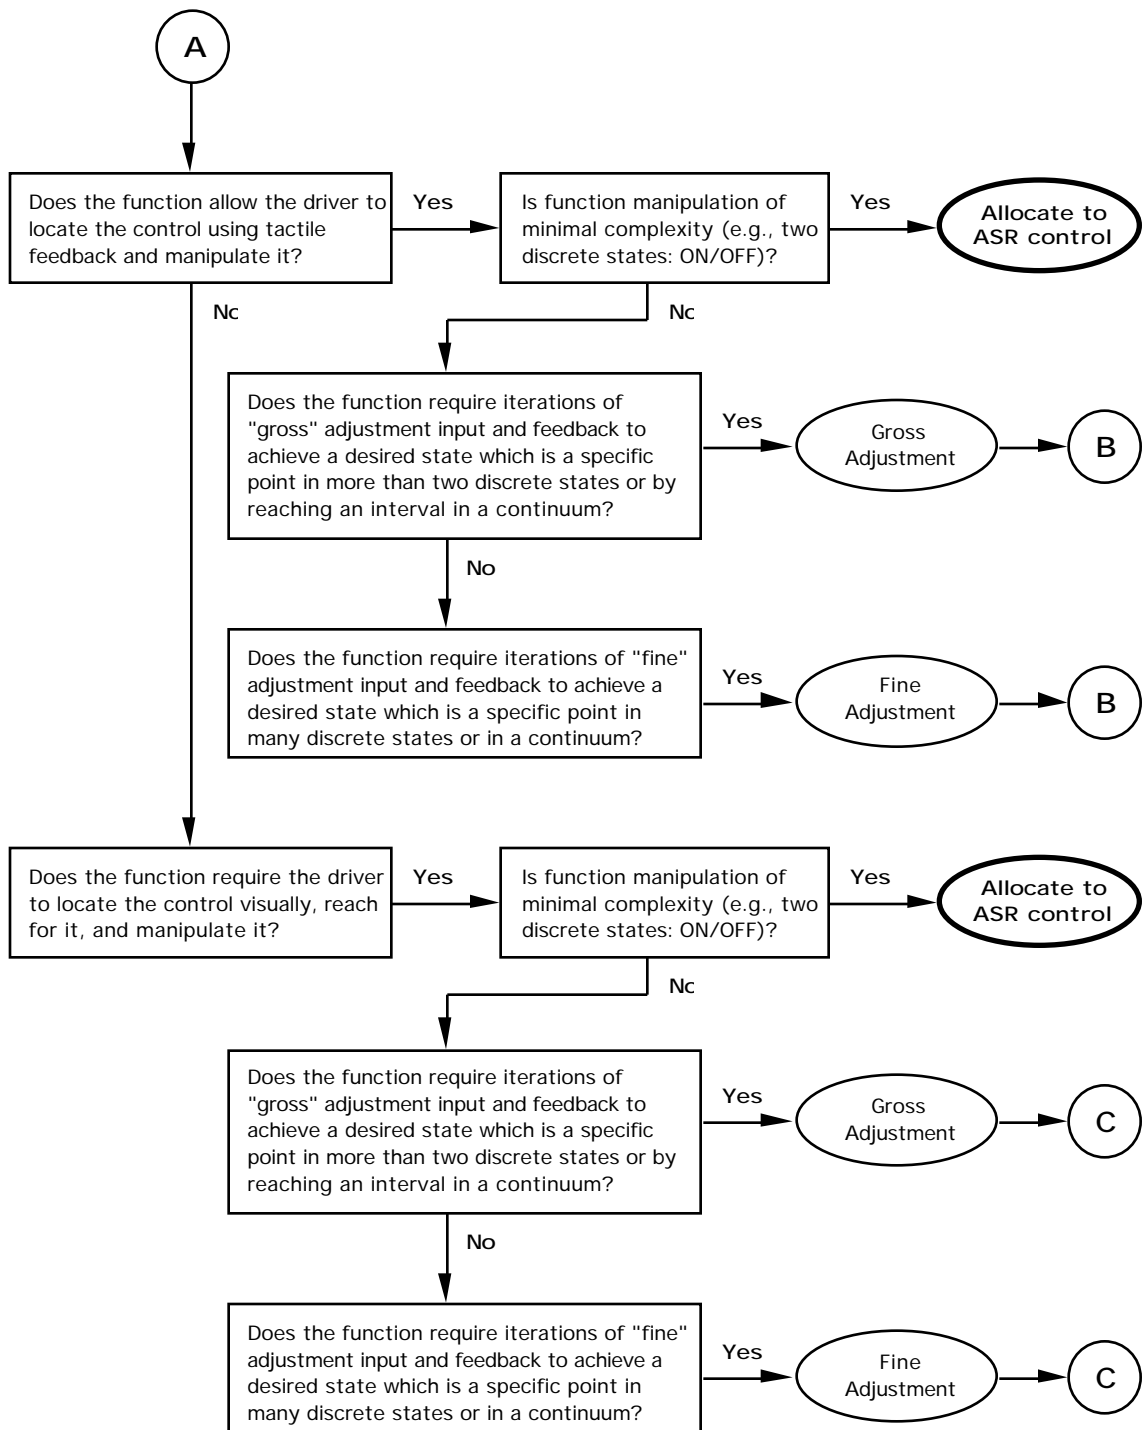 A
Does the function allow the driver to
locate the control using tactile
feedback and manipulate it?
Yes
Is function manipulation of
minimal complexity (e.g., two
discrete states: ON/OFF)?
Yes
Allocate to
ASR control
No
No
Does the function require iterations of
"gross" adjustment input and feedback to
achieve a desired state which is a specific
point in more than two discrete states or by
reaching an interval in a continuum?
Yes
Gross
Adjustment
B
No
Does the function require iterations of "fine"
adjustment input and feedback to achieve a
desired state which is a specific point in
many discrete states or in a continuum?
Yes
Fine
Adjustment
B
Does the function require the driver
to locate the control visually, reach
for it, and manipulate it?
Yes
Is function manipulation of
minimal complexity (e.g., two
discrete states: ON/OFF)?
Yes
Allocate to
ASR control
No
Does the function require iterations of
"gross" adjustment input and feedback to
achieve a desired state which is a specific
point in more than two discrete states or by
reaching an interval in a continuum?
Yes
Gross
Adjustment
C
No
Does the function require iterations of "fine"
adjustment input and feedback to achieve a
desired state which is a specific point in
many discrete states or in a continuum?
Yes
Fine
Adjustment
C